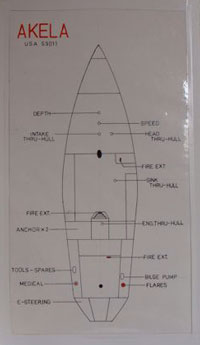 AKELA
USA 53011
DEPTH
SPEED
INTAKE
THRU-HULL
HEAD
THRU-HULL
FIRE EXT.
SINK
THRU-HULL
FIRE EXT.
ENG.THRU-HULL
ANCHOR x 2
FIRE EXT.
TOOLS-SPARES
BILGE PUMP
MEDICAL
FLARES
E-STEERING